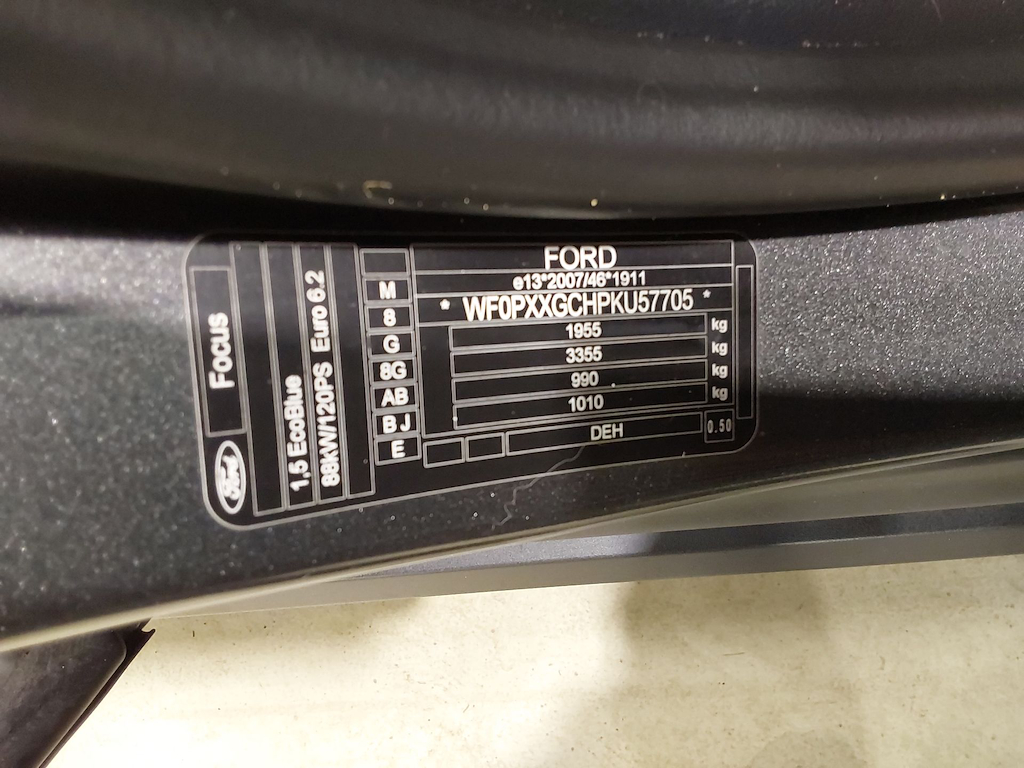 FORD
e13*2007/46*1911
* WF0PXXGCHPKU57705 *
1955 kg
3355 kg
990 kg
1010 kg
DEH
0.50
M
8
G
8G
AB
B J
E
Focus
Ford
1,5 EcoBlue
88kW/120PS Euro 6.2